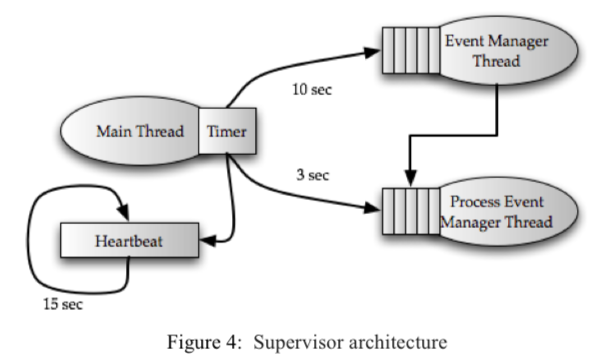 Event Manager
Thread
10 sec
Main Thread
Timer
3 sec
Process Event
Manager Thread
Heartbeat
15 sec
Figure 4: Supervisor architecture